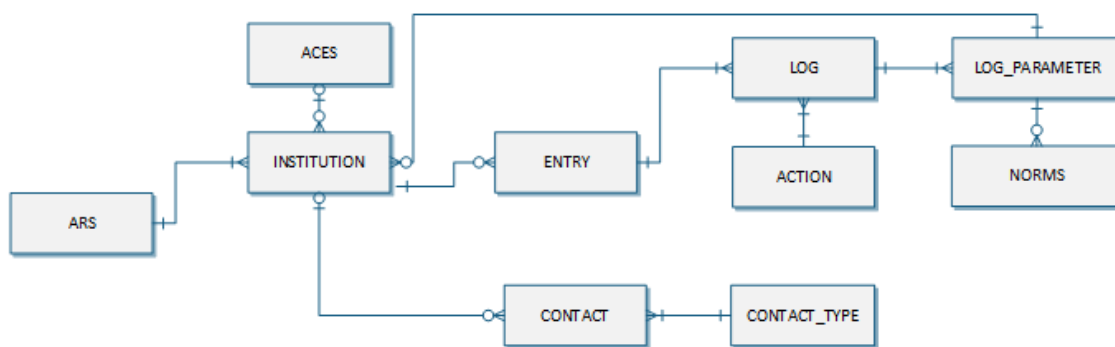 ACES
LOG
LOG_PARAMETER
INSTITUTION
ENTRY
ACTION
NORMS
ARS
CONTACT
CONTACT_TYPE